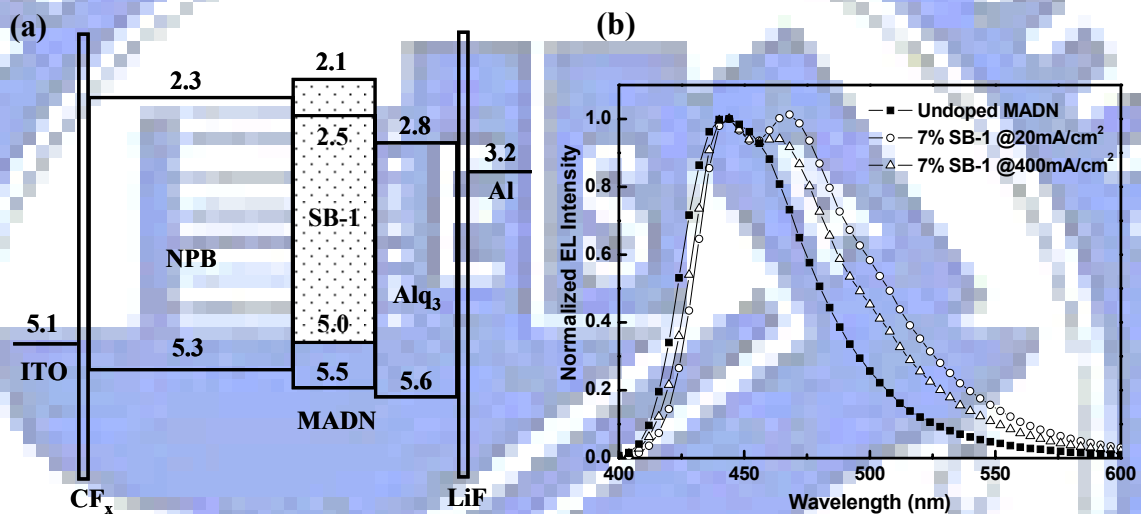 (a)
2.1
2.3
2.5
2.8
3.2
Al
SB-1
NPB
Alq3
5.0
5.1
5.3
ITO
5.5
5.6
MADN
CFx
LiF
(b)
Undoped MADN
7% SB-1 @20mA/cm2
7% SB-1 @400mA/cm2
Normalized EL Intensity
1.0
0.8
0.6
0.4
0.2
0.0
400 450 500 550 600
Wavelength (nm)